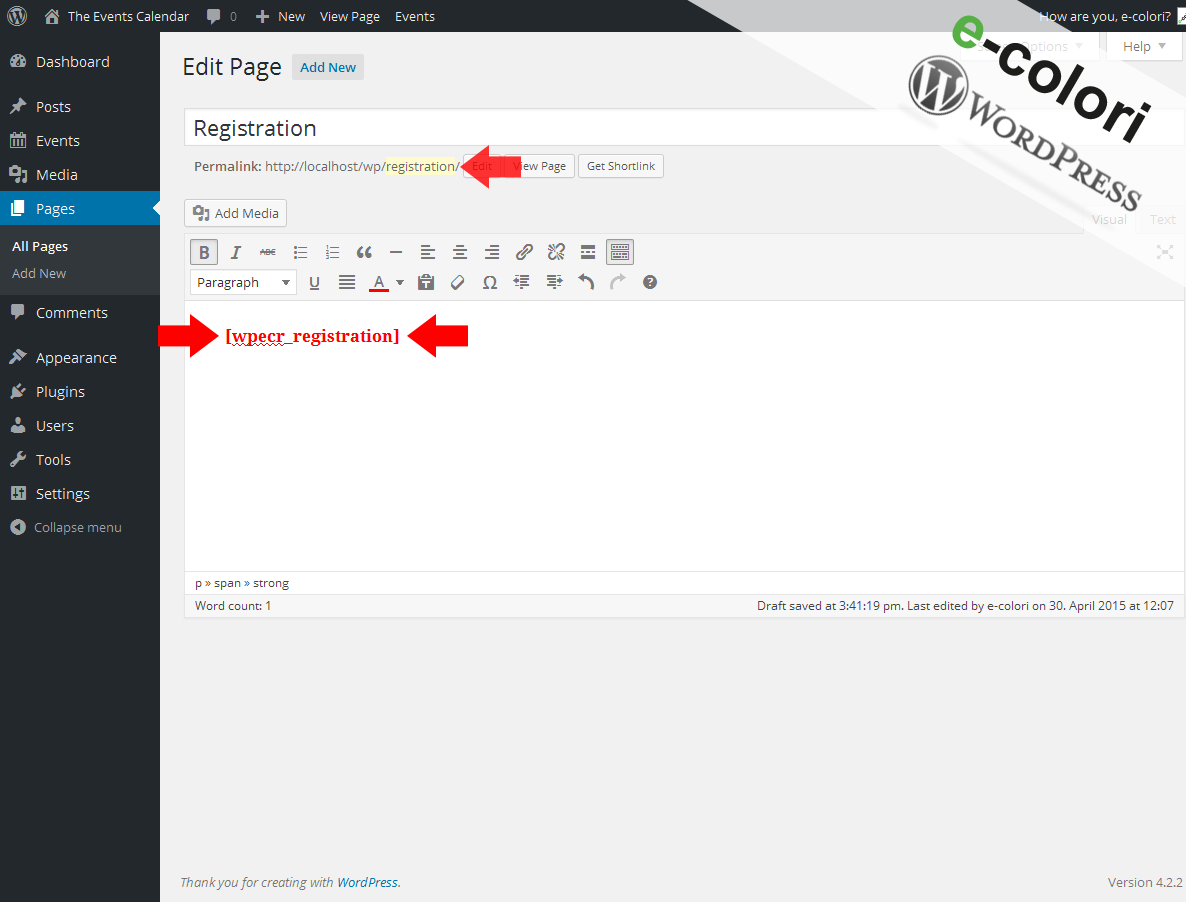 The Events Calendar 0 New View Page Events How are you, e-colori?
Dashboard
Posts
Events
Media
Pages
All Pages
Add New
Comments
Appearance
Plugins
Users
Tools
Settings
Collapse menu
Edit Page Add New
Options Help
e-colori
WORDPRESS
Registration
Permalink: http://localhost/wp/registration/ Edit View Page Get Shortlink
Add Media Visual Text
B I ABC
Paragraph U A Ω ?
[wpecr_registration]
p » span » strong
Word count: 1 Draft saved at 3:41:19 pm. Last edited by e-colori on 30. April 2015 at 12:07
Thank you for creating with WordPress. Version 4.2.2